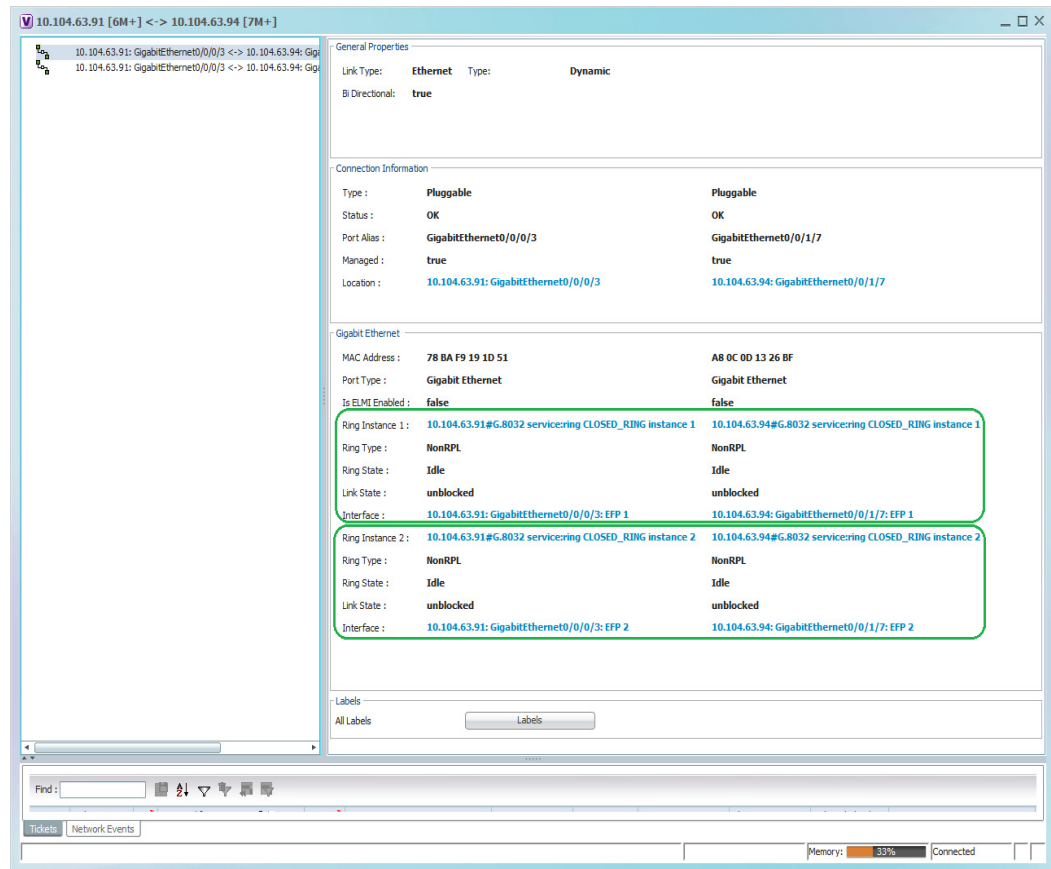 V 10.104.63.91 [6M+] <-> 10.104.63.94 [7M+]
10.104.63.91: GigabitEthernet0/0/0/3 <-> 10.104.63.94: Giga
10.104.63.91: GigabitEthernet0/0/0/3 <-> 10.104.63.94: Giga
General Properties
Link Type: Ethernet Type: Dynamic
Bi Directional: true
Connection Information
Type : Pluggable Pluggable
Status : OK OK
Port Alias : GigabitEthernet0/0/0/3 GigabitEthernet0/0/1/7
Managed : true true
Location : 10.104.63.91: GigabitEthernet0/0/0/3 10.104.63.94: GigabitEthernet0/0/1/7
Gigabit Ethernet
MAC Address : 78 BA F9 19 1D 51 A8 0C 0D 13 26 BF
Port Type : Gigabit Ethernet Gigabit Ethernet
Is ELMI Enabled : false false
Ring Instance 1 : 10.104.63.91#G.8032 service:ring CLOSED_RING instance 1 10.104.63.94#G.8032 service:ring CLOSED_RING instance 1
Ring Type : NonRPL NonRPL
Ring State : Idle Idle
Link State : unblocked unblocked
Interface : 10.104.63.91: GigabitEthernet0/0/0/3: EFP 1 10.104.63.94: GigabitEthernet0/0/1/7: EFP 1
Ring Instance 2 : 10.104.63.91#G.8032 service:ring CLOSED_RING instance 2 10.104.63.94#G.8032 service:ring CLOSED_RING instance 2
Ring Type : NonRPL NonRPL
Ring State : Idle Idle
Link State : unblocked unblocked
Interface : 10.104.63.91: GigabitEthernet0/0/0/3: EFP 2 10.104.63.94: GigabitEthernet0/0/1/7: EFP 2
Labels
All Labels Labels
Find :
Tickets Network Events
Memory: 33% Connected